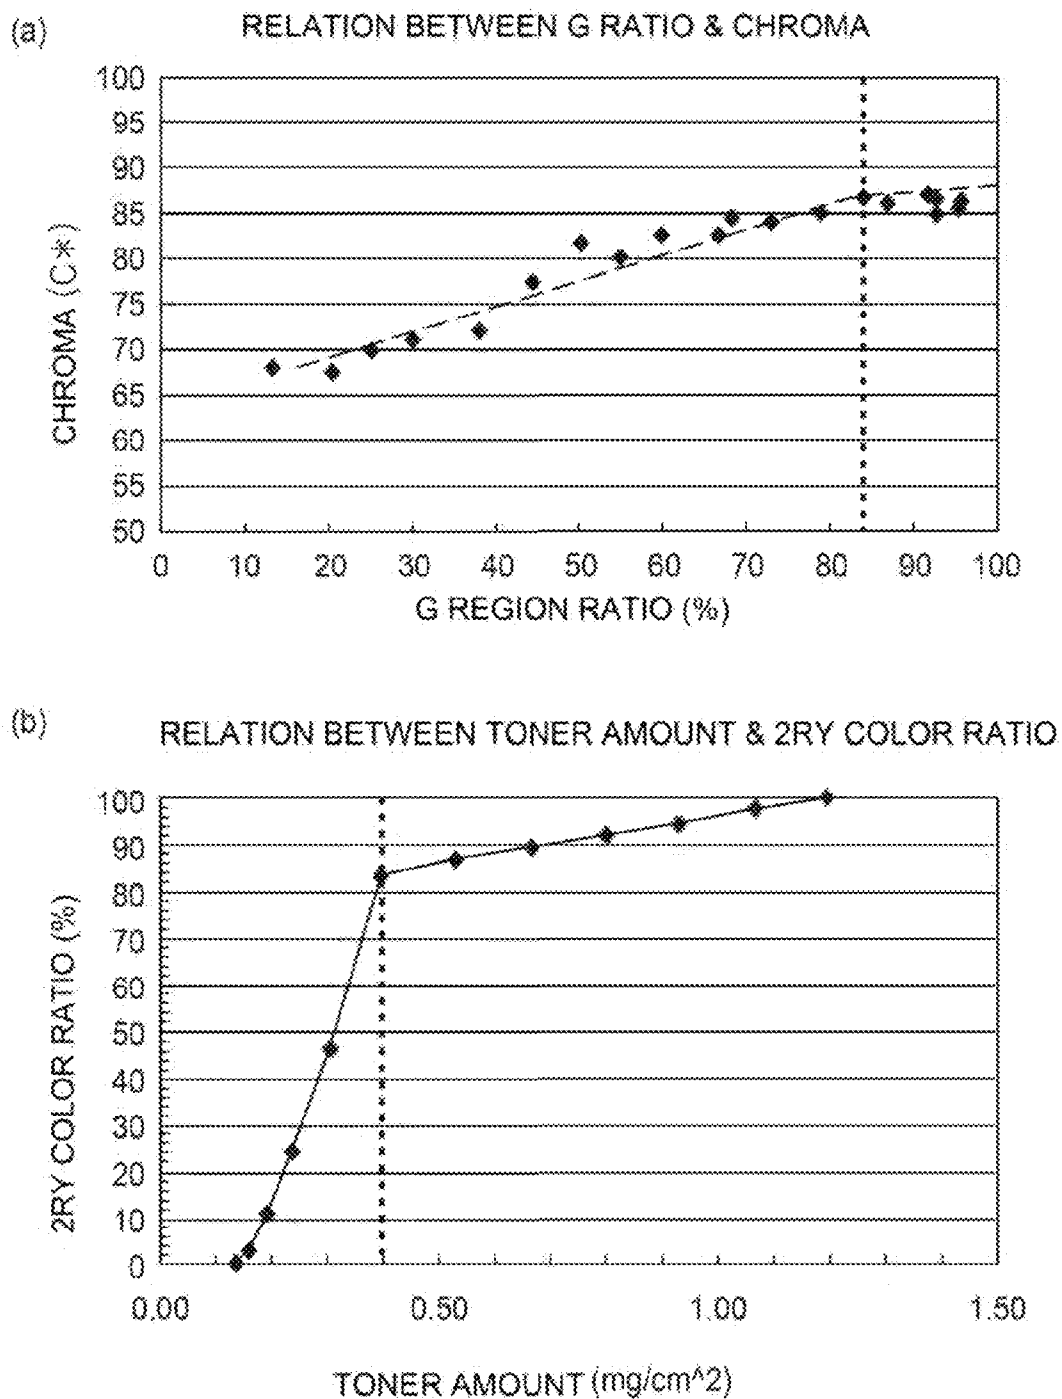 (a)
RELATION BETWEEN G RATIO & CHROMA
100
95
90
85
80
75
70
65
60
55
50
CHROMA (C*)
0 10 20 30 40 50 60 70 80 90 100
G REGION RATIO (%)
(b)
RELATION BETWEEN TONER AMOUNT & 2RY COLOR RATIO
100
90
80
70
60
50
40
30
20
10
0
2RY COLOR RATIO (%)
0.00 0.50 1.00 1.50
TONER AMOUNT (mg/cm^2)